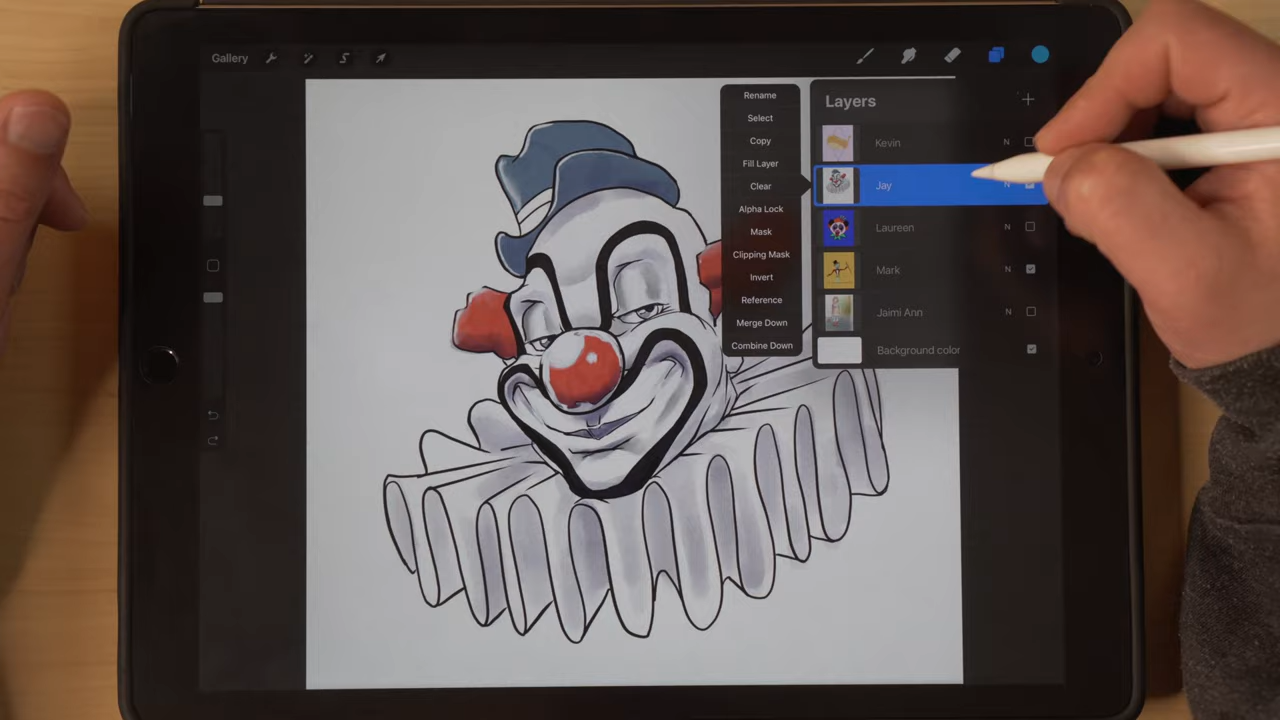 Gallery
Rename
Select
Copy
Fill Layer
Clear
Alpha Lock
Mask
Clipping Mask
Invert
Reference
Merge Down
Combine Down
Layers
Kevin N
Jay N
Laureen N
Mark N
Jaimi Ann N
Background color